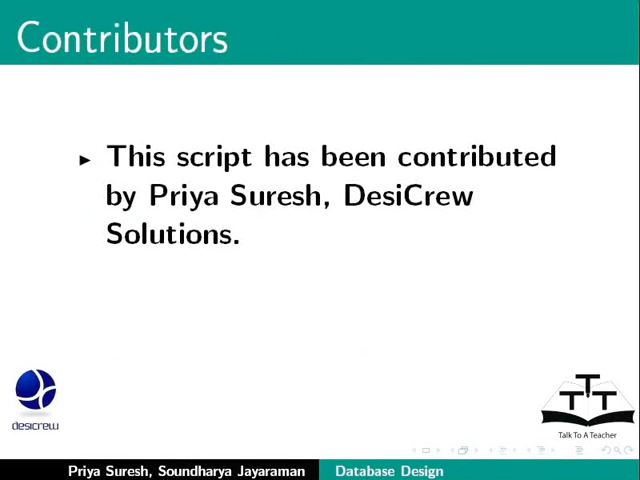 Contributors
This script has been contributed
by Priya Suresh, DesiCrew
Solutions.
desicrew
T T T
Talk To A Teacher
Priya Suresh, Soundharya Jayaraman Database Design